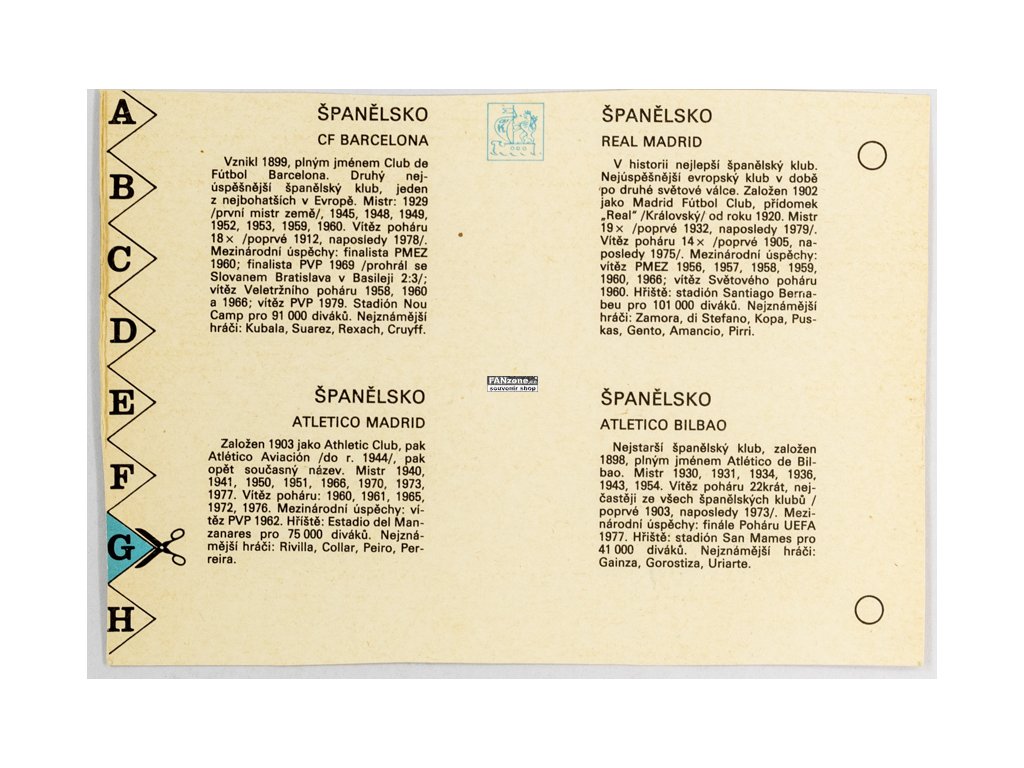 A
B
C
D
E
F
G
H
ŠPANĚLSKO
CF BARCELONA
Vznikl 1899, plným jménem Club de
Fútbol Barcelona. Druhý nej-
úspěšnější španělský klub, jeden
z nejbohatších v Evropě. Mistr: 1929
/první mistr země/, 1945, 1948, 1949,
1952, 1953, 1959, 1960. Vítěz poháru
18× /poprvé 1912, naposledy 1978/.
Mezinárodní úspěchy: finalista PMEZ
1960; finalista PVP 1969 /prohrál se
Slovanem Bratislava v Basileji 2:3/;
vítěz Veletržního poháru 1958, 1960
a 1966; vítěz PVP 1979. Stadión Nou
Camp pro 91 000 diváků. Nejznámější
hráči: Kubala, Suarez, Rexach, Cruyff.
ŠPANĚLSKO
REAL MADRID
V historii nejlepší španělský klub.
Nejúspěšnější evropský klub v době
po druhé světové válce. Založen 1902
jako Madrid Fútbol Club, přídomek
„Real" /Královský/ od roku 1920. Mistr
19× /poprvé 1932, naposledy 1979/.
Vítěz poháru 14× /poprvé 1905, na-
posledy 1975/. Mezinárodní úspěchy:
vítěz PMEZ 1956, 1957, 1958, 1959,
1960, 1966; vítěz Světového poháru
1960. Hřiště: stadión Santiago Berna-
beu pro 101 000 diváků. Nejznámější
hráči: Zamora, di Stefano, Kopa, Pus-
kas, Gento, Amancio, Pirri.
FANzone.cz
souvenir shop
ŠPANĚLSKO
ATLETICO MADRID
Založen 1903 jako Athletic Club, pak
Atlético Aviación /do r. 1944/, pak
opět současný název. Mistr 1940,
1941, 1950, 1951, 1966, 1970, 1973,
1977. Vítěz poháru: 1960, 1961, 1965,
1972, 1976. Mezinárodní úspěchy: ví-
těz PVP 1962. Hříště: Estadio del Man-
zanares pro 75 000 diváků. Nejzná-
mější hráči: Rivilla, Collar, Peiro, Per-
reira.
ŠPANĚLSKO
ATLETICO BILBAO
Nejstarší španělský klub, založen
1898, plným jménem Atlético de Bil-
bao. Mistr 1930, 1931, 1934, 1936,
1943, 1954. Vítěz poháru 22krát, nej-
častěji ze všech španělských klubů /
poprvé 1903, naposledy 1973/. Mezi-
národní úspěchy: finále Poháru UEFA
1977. Hřiště: stadión San Mames pro
41 000 diváků. Nejznámější hráči:
Gainza, Gorostiza, Uriarte.